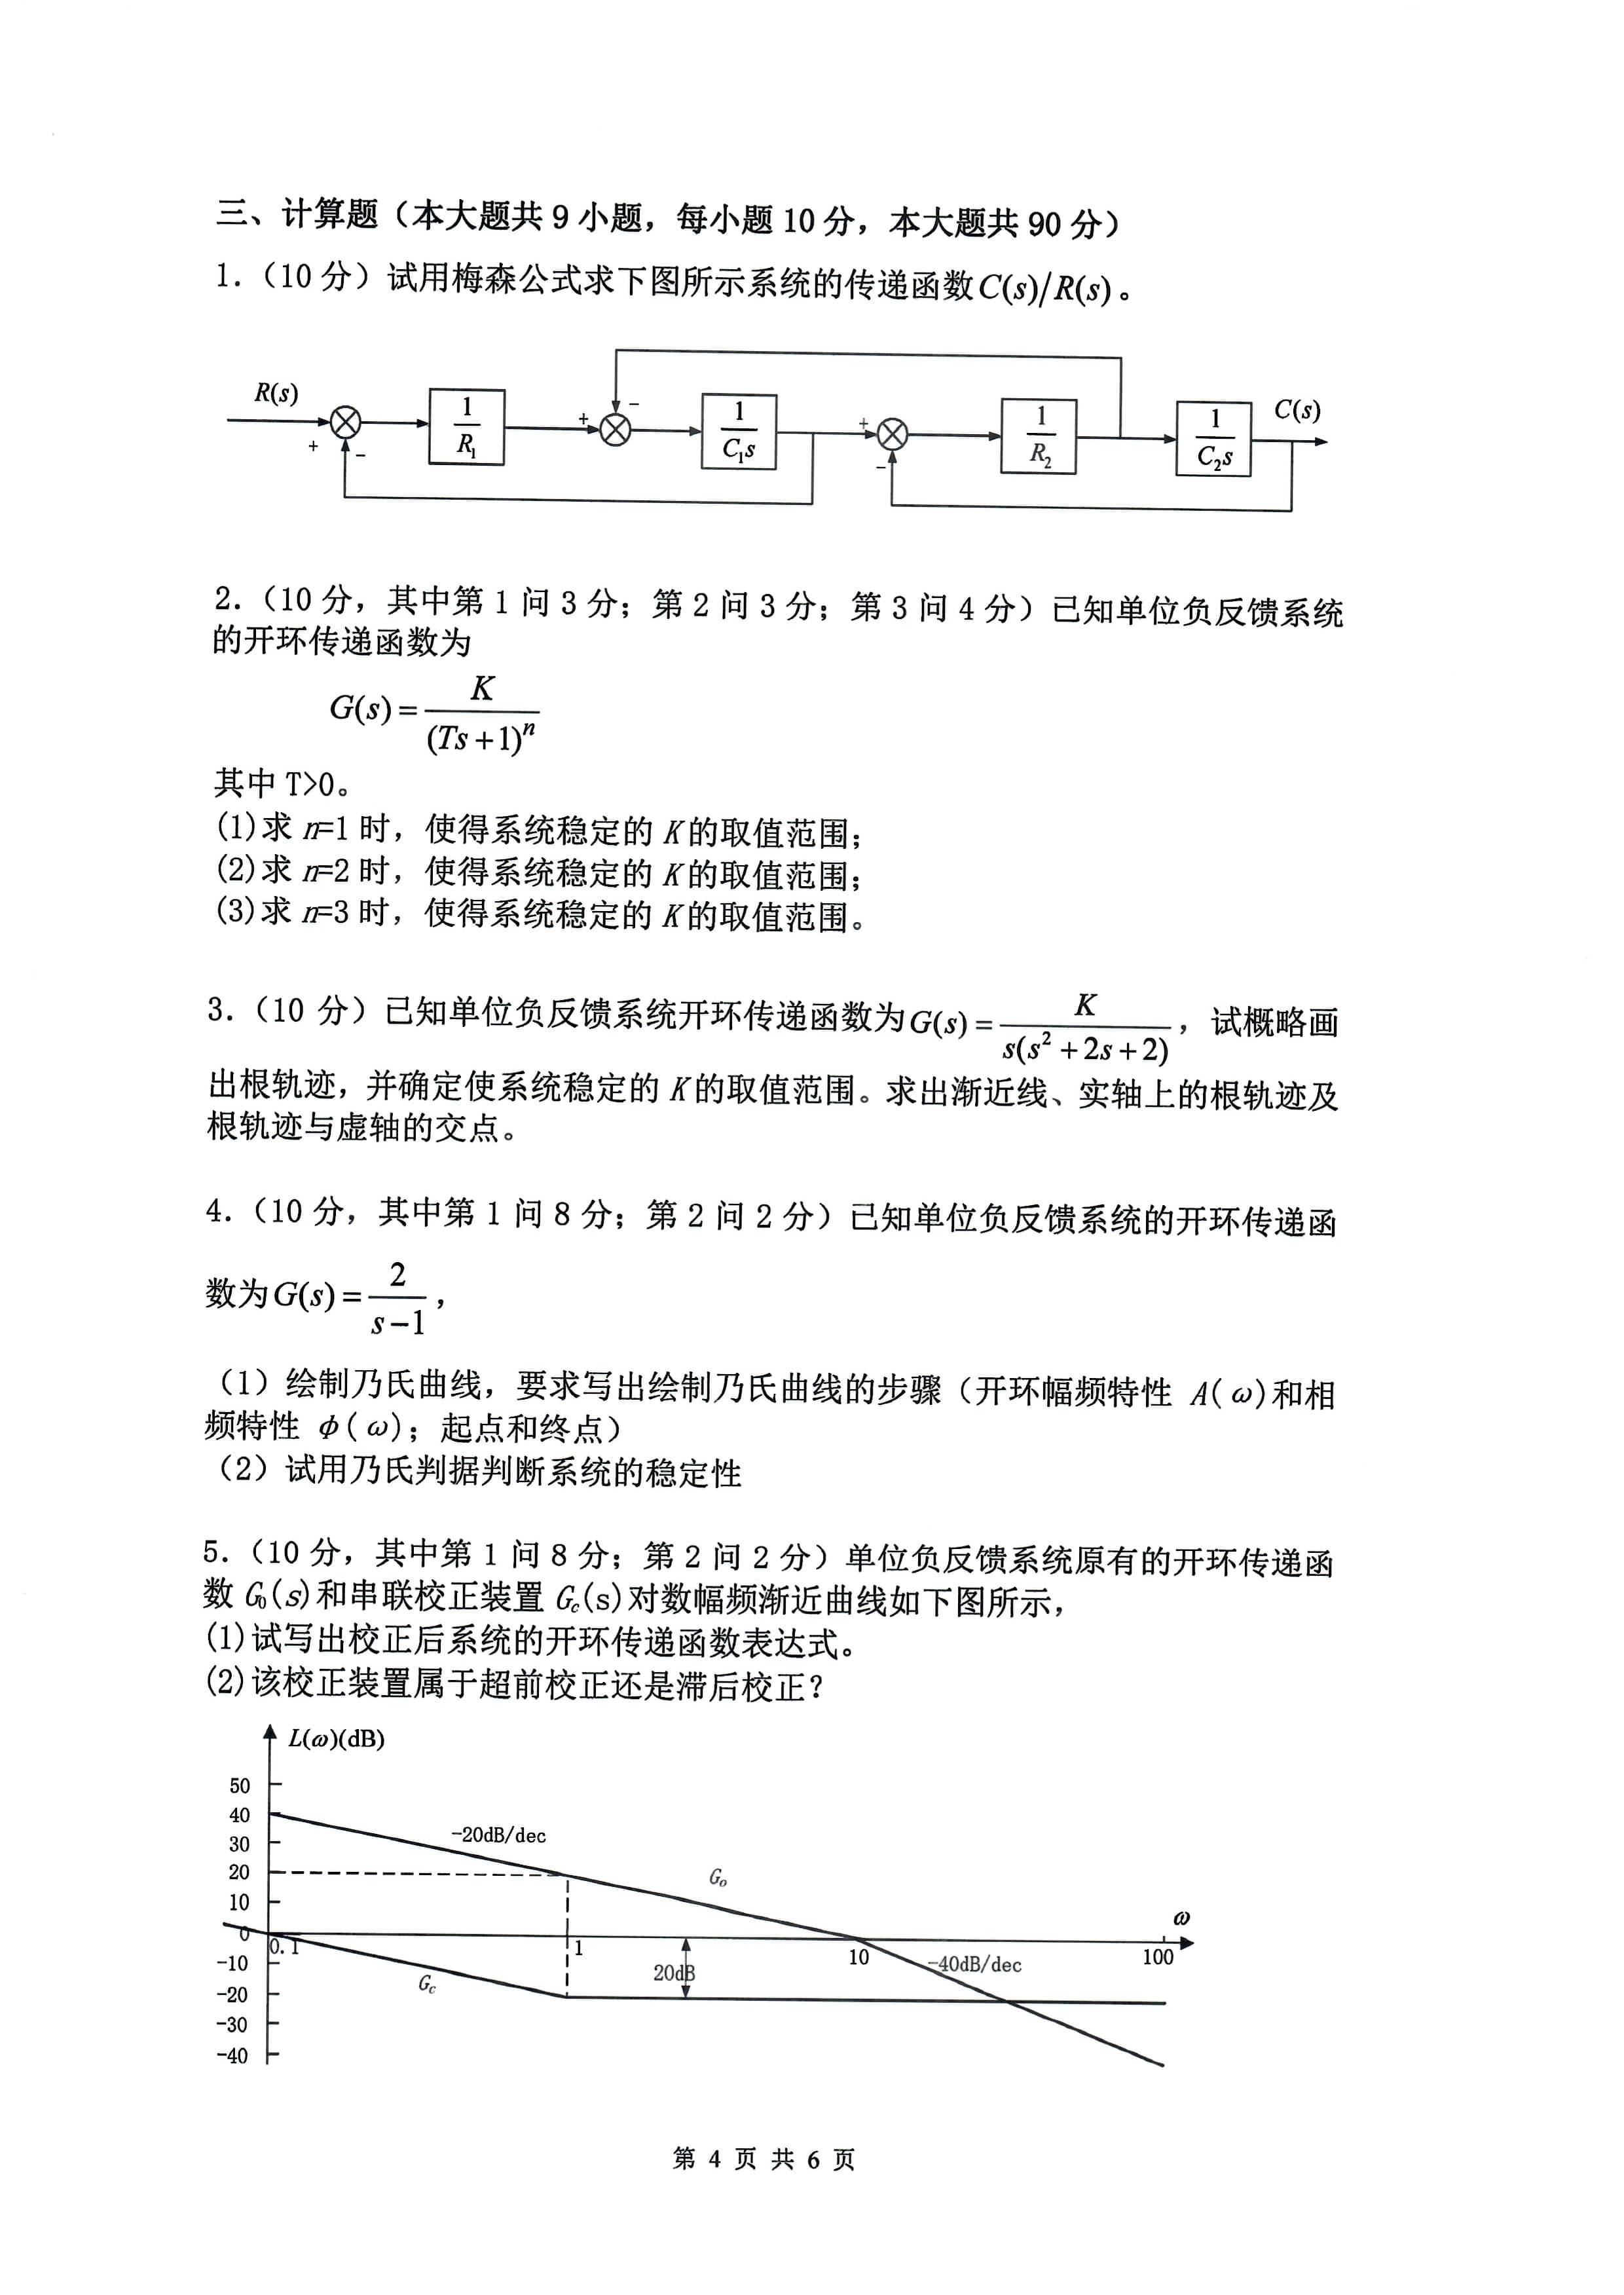 三、计算题（本大题共 9 小题，每小题 10 分，本大题共 90 分）
1.（10 分）试用梅森公式求下图所示系统的传递函数 C(s)/R(s)。
R(s) + − 1/R₁ + − 1/(C₁s) + − 1/R₂ 1/(C₂s) C(s)
2.（10 分，其中第 1 问 3 分；第 2 问 3 分；第 3 问 4 分）已知单位负反馈系统
的开环传递函数为
G(s) = K/(Ts+1)ⁿ
其中 T>0。
(1)求 n=1 时，使得系统稳定的 K 的取值范围；
(2)求 n=2 时，使得系统稳定的 K 的取值范围；
(3)求 n=3 时，使得系统稳定的 K 的取值范围。
3.（10 分）已知单位负反馈系统开环传递函数为 G(s) = K/(s(s²+2s+2))，试概略画
出根轨迹，并确定使系统稳定的 K 的取值范围。求出渐近线、实轴上的根轨迹及
根轨迹与虚轴的交点。
4.（10 分，其中第 1 问 8 分；第 2 问 2 分）已知单位负反馈系统的开环传递函
数为 G(s) = 2/(s−1)，
（1）绘制乃氏曲线，要求写出绘制乃氏曲线的步骤（开环幅频特性 A(ω)和相
频特性 φ(ω)；起点和终点）
（2）试用乃氏判据判断系统的稳定性
5.（10 分，其中第 1 问 8 分；第 2 问 2 分）单位负反馈系统原有的开环传递函
数 G₀(s)和串联校正装置 Gc(s)对数幅频渐近曲线如下图所示，
(1)试写出校正后系统的开环传递函数表达式。
(2)该校正装置属于超前校正还是滞后校正？
L(ω)(dB)
50
40
30
-20dB/dec
20
Go
10
ω
0
0.1
1
10
100
-10
20dB
-40dB/dec
Gc
-20
-30
-40
第 4 页 共 6 页